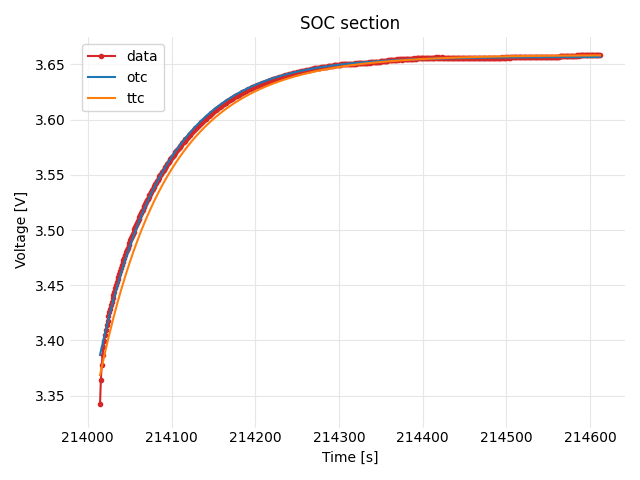 SOC section
data
otc
ttc
Voltage [V]
3.65
3.60
3.55
3.50
3.45
3.40
3.35
214000 214100 214200 214300 214400 214500 214600
Time [s]